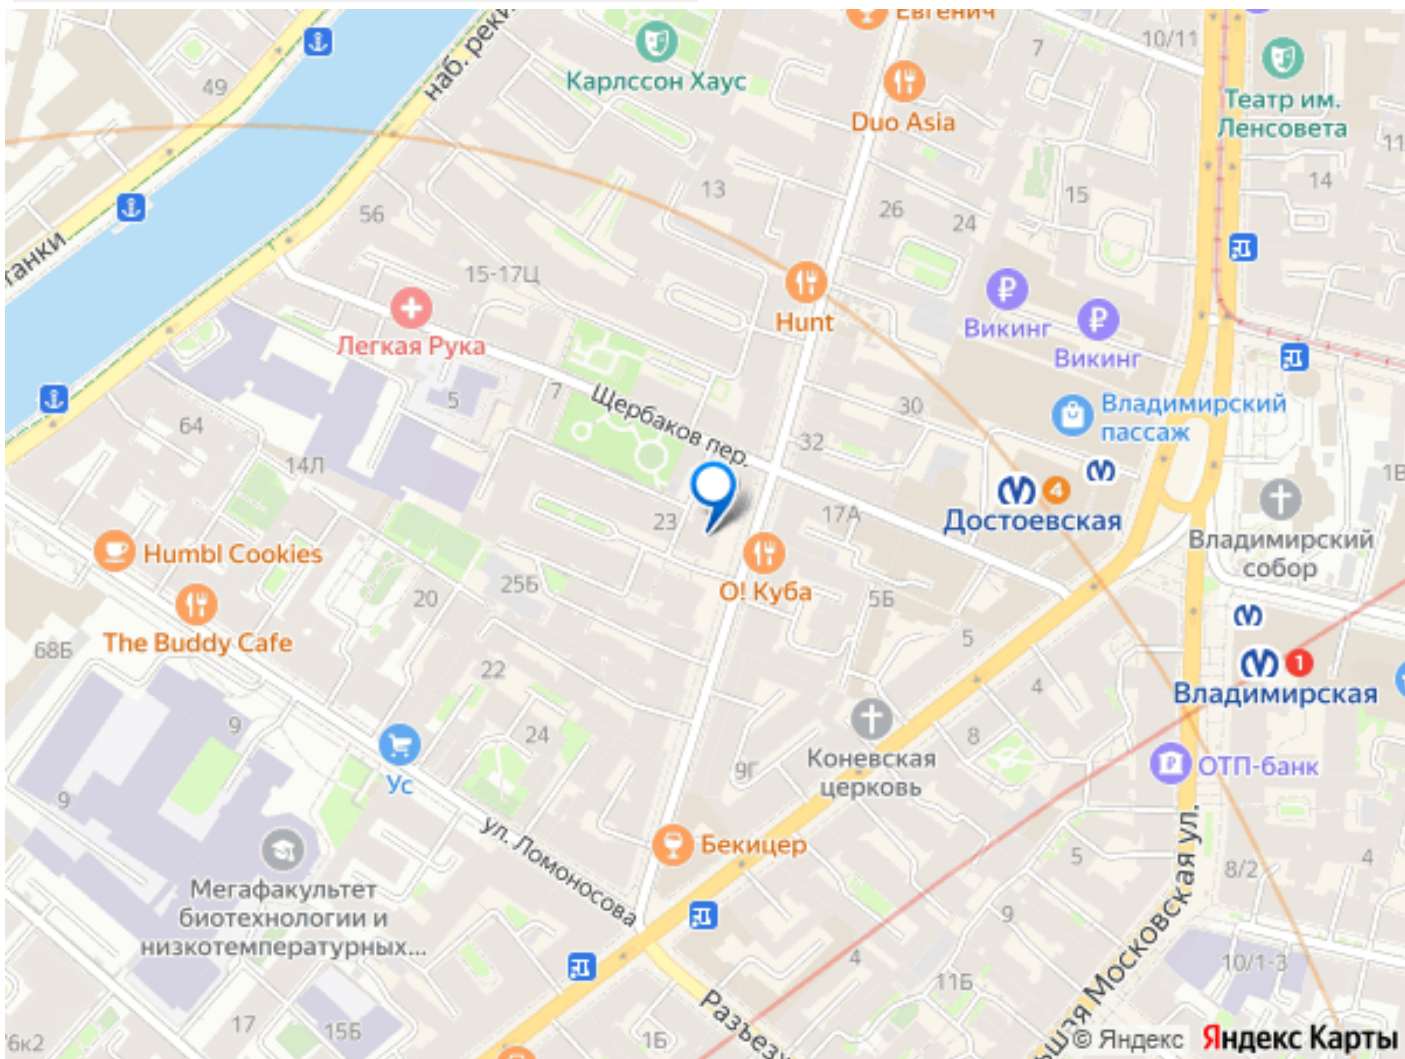 Евгенич
наб. реки
49
Карлссон Хаус
7
10/11
Театр им.
Ленсовета
Duo Asia
11
13
14
15
56
26
24
танки
15-17Ц
Hunt
Викинг
Викинг
Легкая Рука
5
7
Щербаков пер.
30
Владимирский
пассаж
64
32
14Л
1В
4
Достоевская
23
17А
Владимирский
собор
Humbl Cookies
О! Куба
25Б
20
5Б
The Buddy Cafe
68Б
5
22
1
Владимирская
4
9
24
8
Коневская
церковь
9Г
ОТП-банк
Ус
9
ул. Ломоносова
Бекицер
5
8/2
4
Мегафакультет
биотехнологии и
низкотемпературных...
9
4
10/1-3
11Б
17
15Б
1Б
6к2
© Яндекс Яндекс Карты